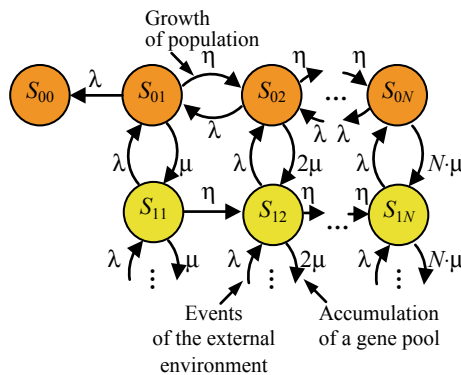 Growth
of population
η η η
S00 λ S01 S02 ... S0N
λ λ λ
λ μ λ 2μ λ N·μ
η η η
S11 S12 ... S1N
λ μ λ 2μ λ N·μ
⋮ ⋮ ⋮
Events
of the external
environment
Accumulation
of a gene pool